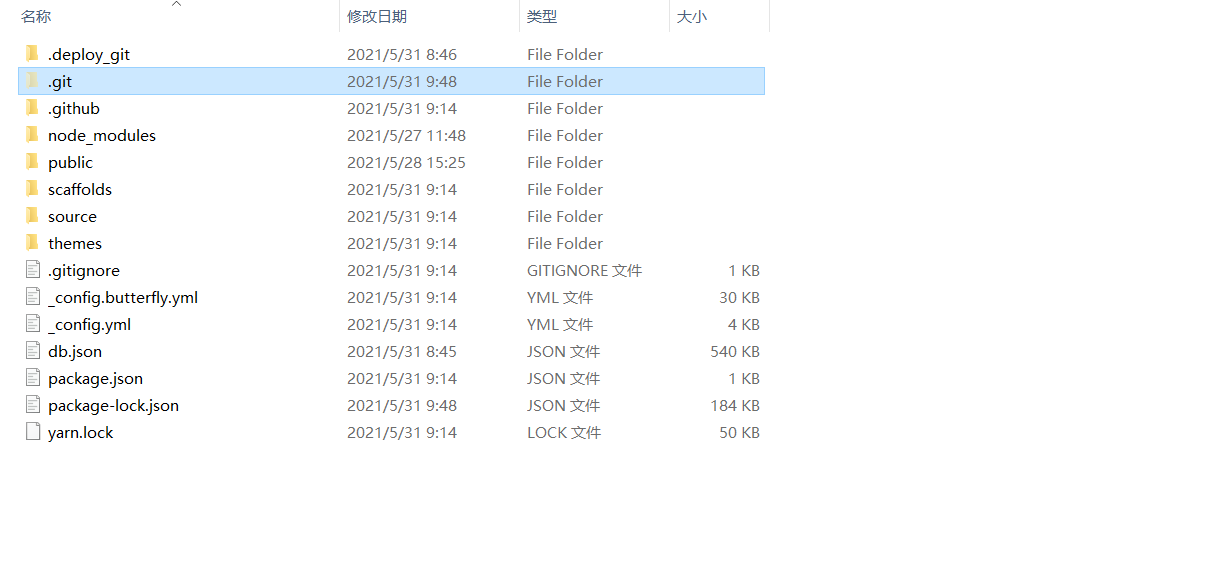 名称 修改日期 类型 大小
.deploy_git 2021/5/31 8:46 File Folder
.git 2021/5/31 9:48 File Folder
.github 2021/5/31 9:14 File Folder
node_modules 2021/5/27 11:48 File Folder
public 2021/5/28 15:25 File Folder
scaffolds 2021/5/31 9:14 File Folder
source 2021/5/31 9:14 File Folder
themes 2021/5/31 9:14 File Folder
.gitignore 2021/5/31 9:14 GITIGNORE 文件 1 KB
_config.butterfly.yml 2021/5/31 9:14 YML 文件 30 KB
_config.yml 2021/5/31 9:14 YML 文件 4 KB
db.json 2021/5/31 8:45 JSON 文件 540 KB
package.json 2021/5/31 9:14 JSON 文件 1 KB
package-lock.json 2021/5/31 9:48 JSON 文件 184 KB
yarn.lock 2021/5/31 9:14 LOCK 文件 50 KB